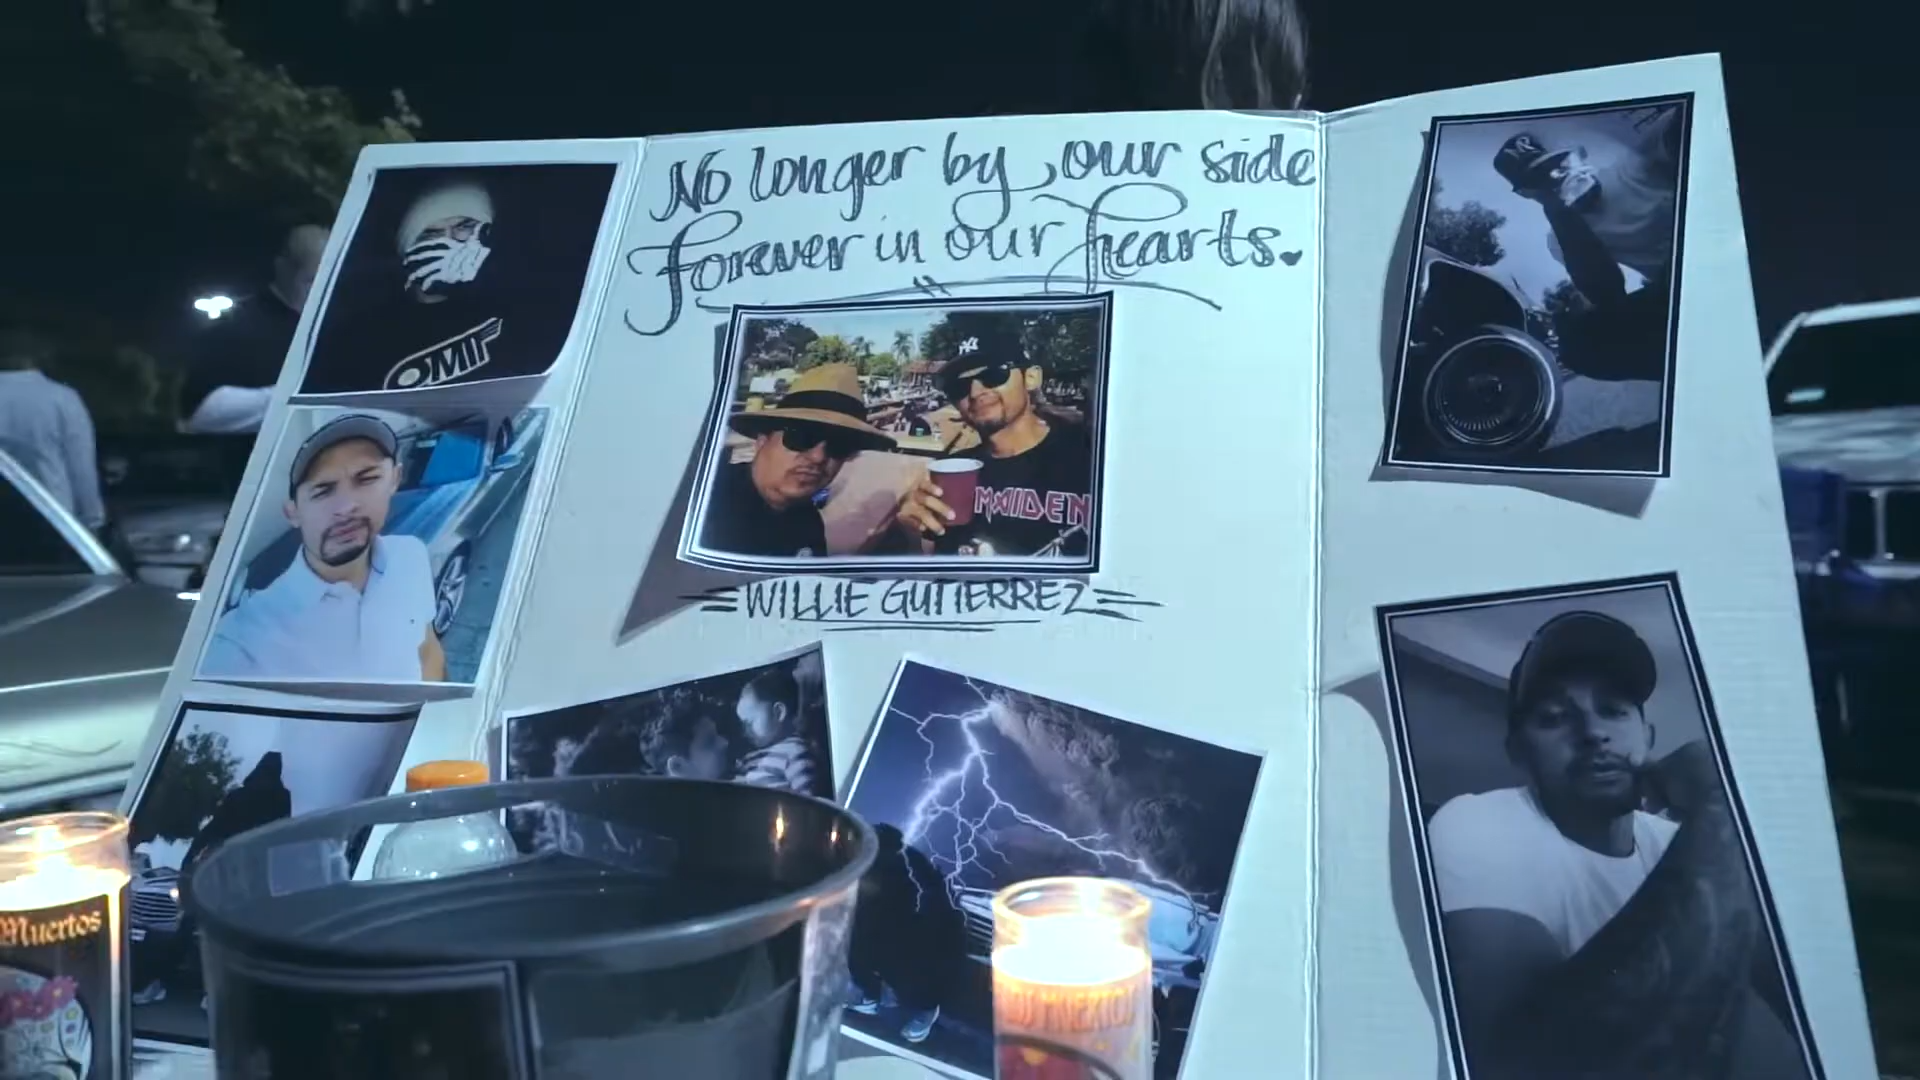 No longer by our side
Forever in our hearts.
OMIT
NY
MAIDEN
WILLIE GUTIERREZ
Muertos